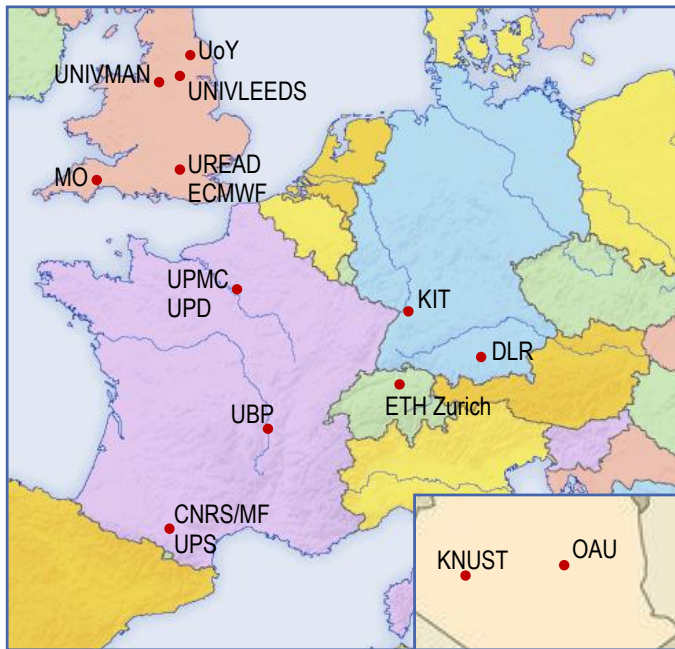 UoY
UNIVMAN
UNIVLEEDS
MO
UREAD
ECMWF
UPMC
UPD
KIT
DLR
ETH Zurich
UBP
CNRS/MF
UPS
KNUST
OAU